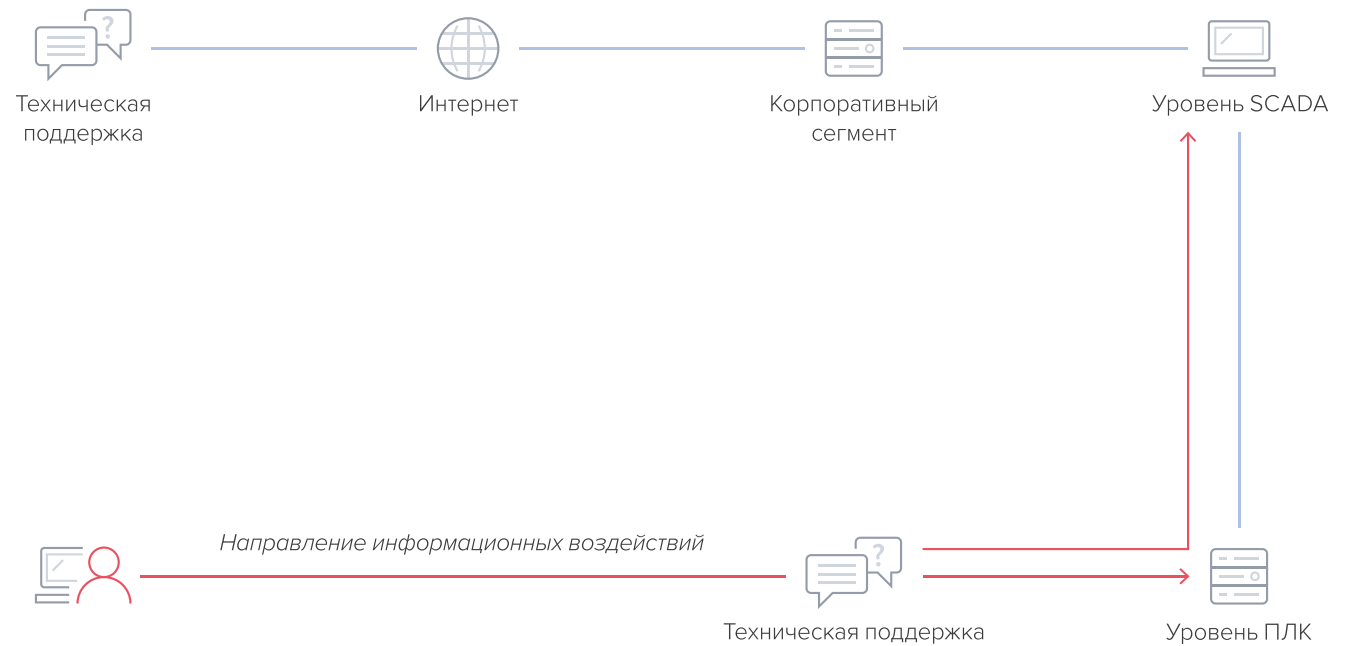 Техническая
поддержка
Интернет
Корпоративный
сегмент
Уровень SCADA
Направление информационных воздействий
Техническая поддержка
Уровень ПЛК